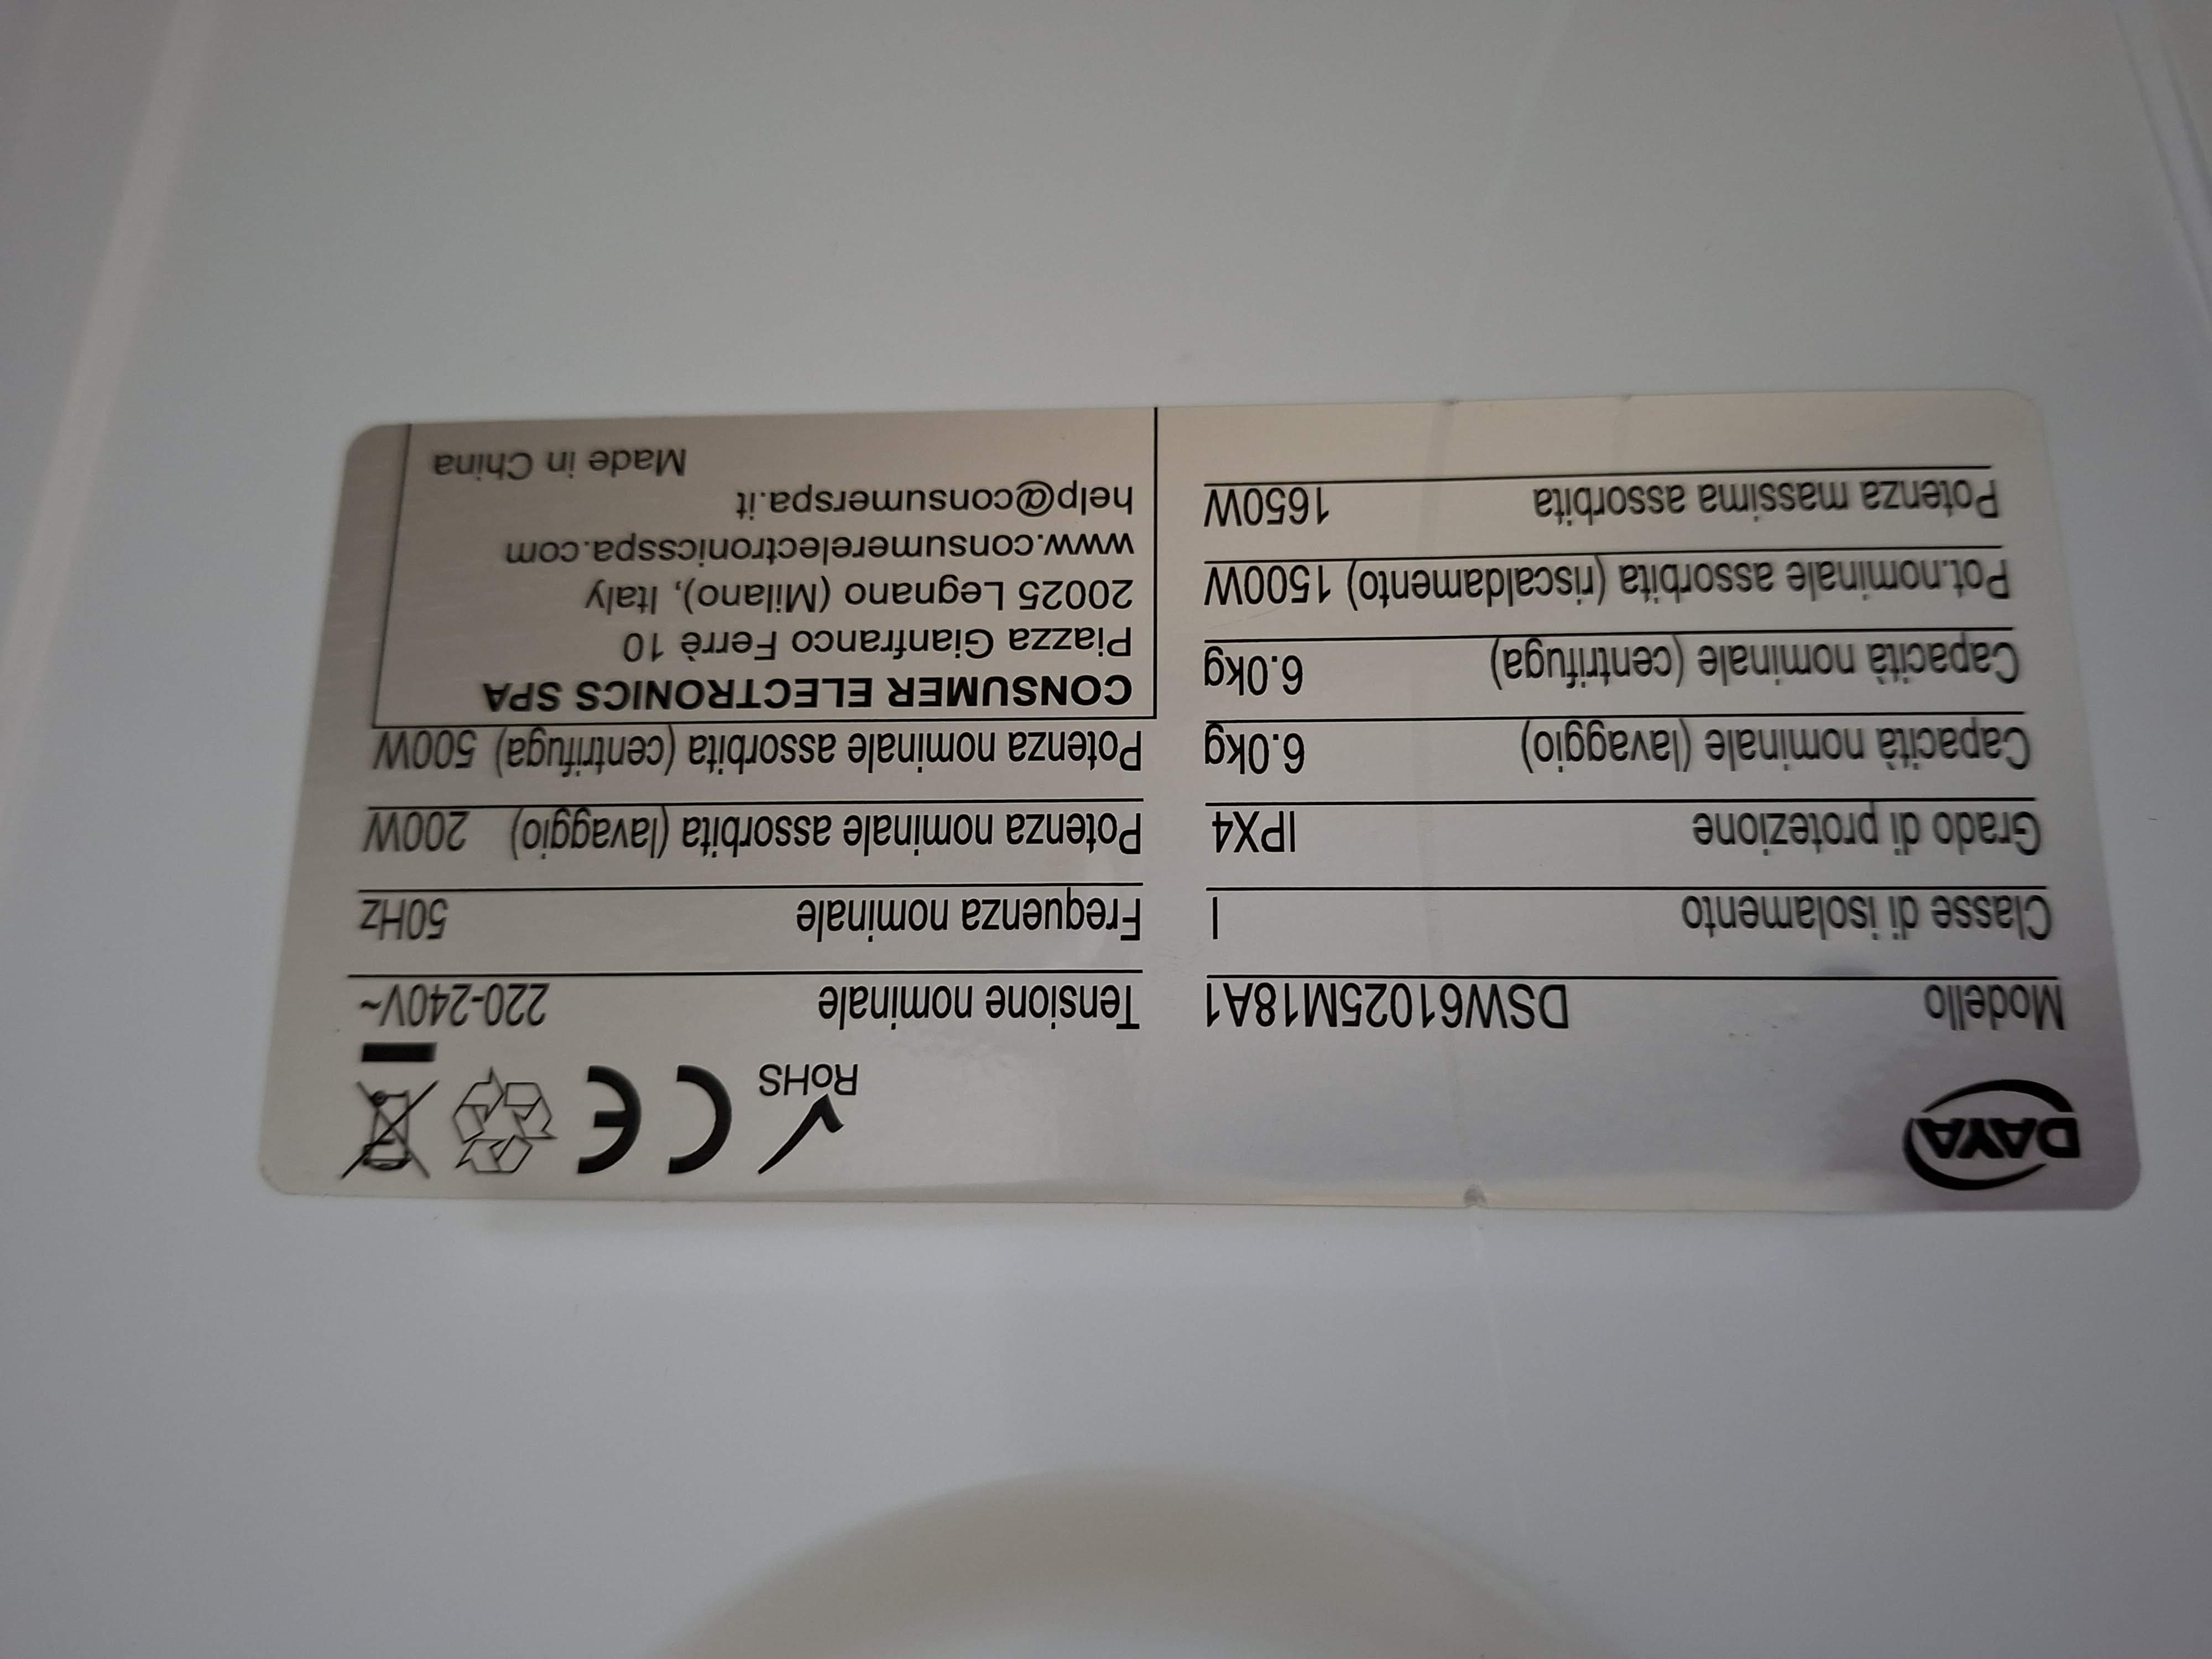 DAYA
RoHS CE
Modello DSW61025M18A1
Classe di isolamento I
Grado di protezione IPX4
Capacità nominale (lavaggio) 6.0kg
Capacità nominale (centrifuga) 6.0kg
Pot.nominale assorbita (riscaldamento) 1500W
Potenza massima assorbita 1650W
Tensione nominale 220-240V~
Frequenza nominale 50Hz
Potenza nominale assorbita (lavaggio) 200W
Potenza nominale assorbita (centrifuga) 500W
CONSUMER ELECTRONICS SPA
Piazza Gianfranco Ferrè 10
20025 Legnano (Milano), Italy
www.consumerelectronicsspa.com
help@consumerspa.it
Made in China